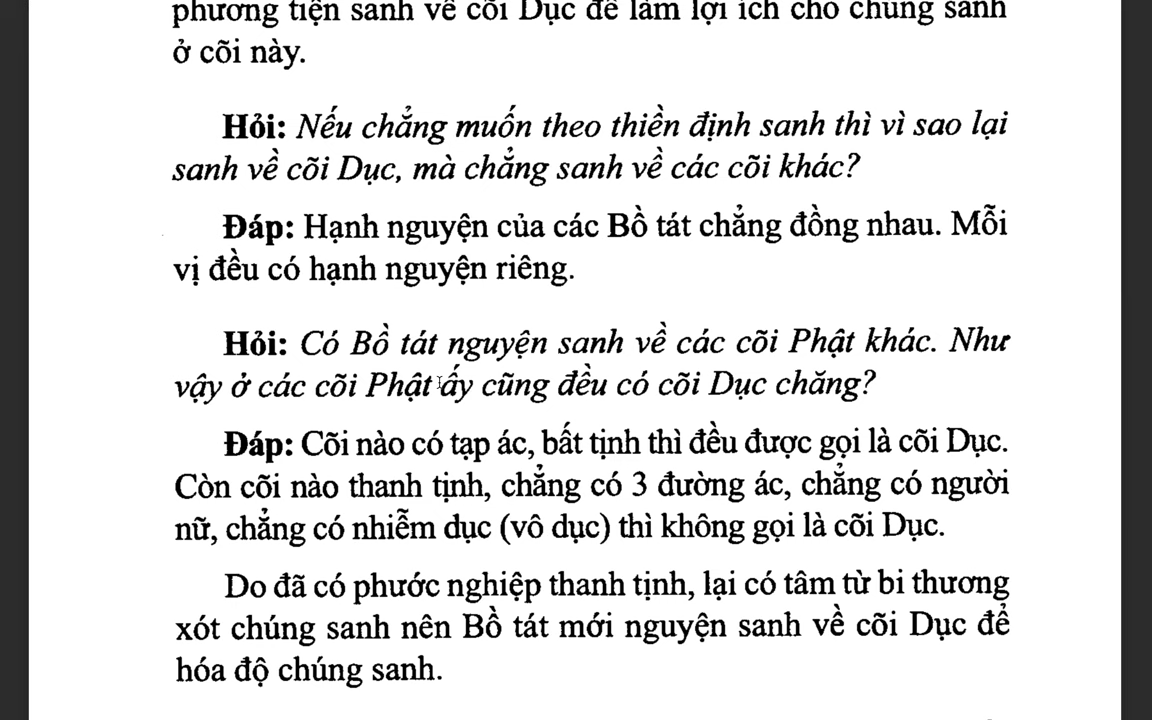 phương tiện sanh về cõi Dục để làm lợi ích cho chúng sanh
ở cõi này.
Hỏi: Nếu chẳng muốn theo thiền định sanh thì vì sao lại
sanh về cõi Dục, mà chẳng sanh về các cõi khác?
Đáp: Hạnh nguyện của các Bồ tát chẳng đồng nhau. Mỗi
vị đều có hạnh nguyện riêng.
Hỏi: Có Bồ tát nguyện sanh về các cõi Phật khác. Như
vậy ở các cõi Phật ấy cũng đều có cõi Dục chăng?
Đáp: Cõi nào có tạp ác, bất tịnh thì đều được gọi là cõi Dục.
Còn cõi nào thanh tịnh, chẳng có 3 đường ác, chẳng có người
nữ, chẳng có nhiễm dục (vô dục) thì không gọi là cõi Dục.
Do đã có phước nghiệp thanh tịnh, lại có tâm từ bi thương
xót chúng sanh nên Bồ tát mới nguyện sanh về cõi Dục để
hóa độ chúng sanh.